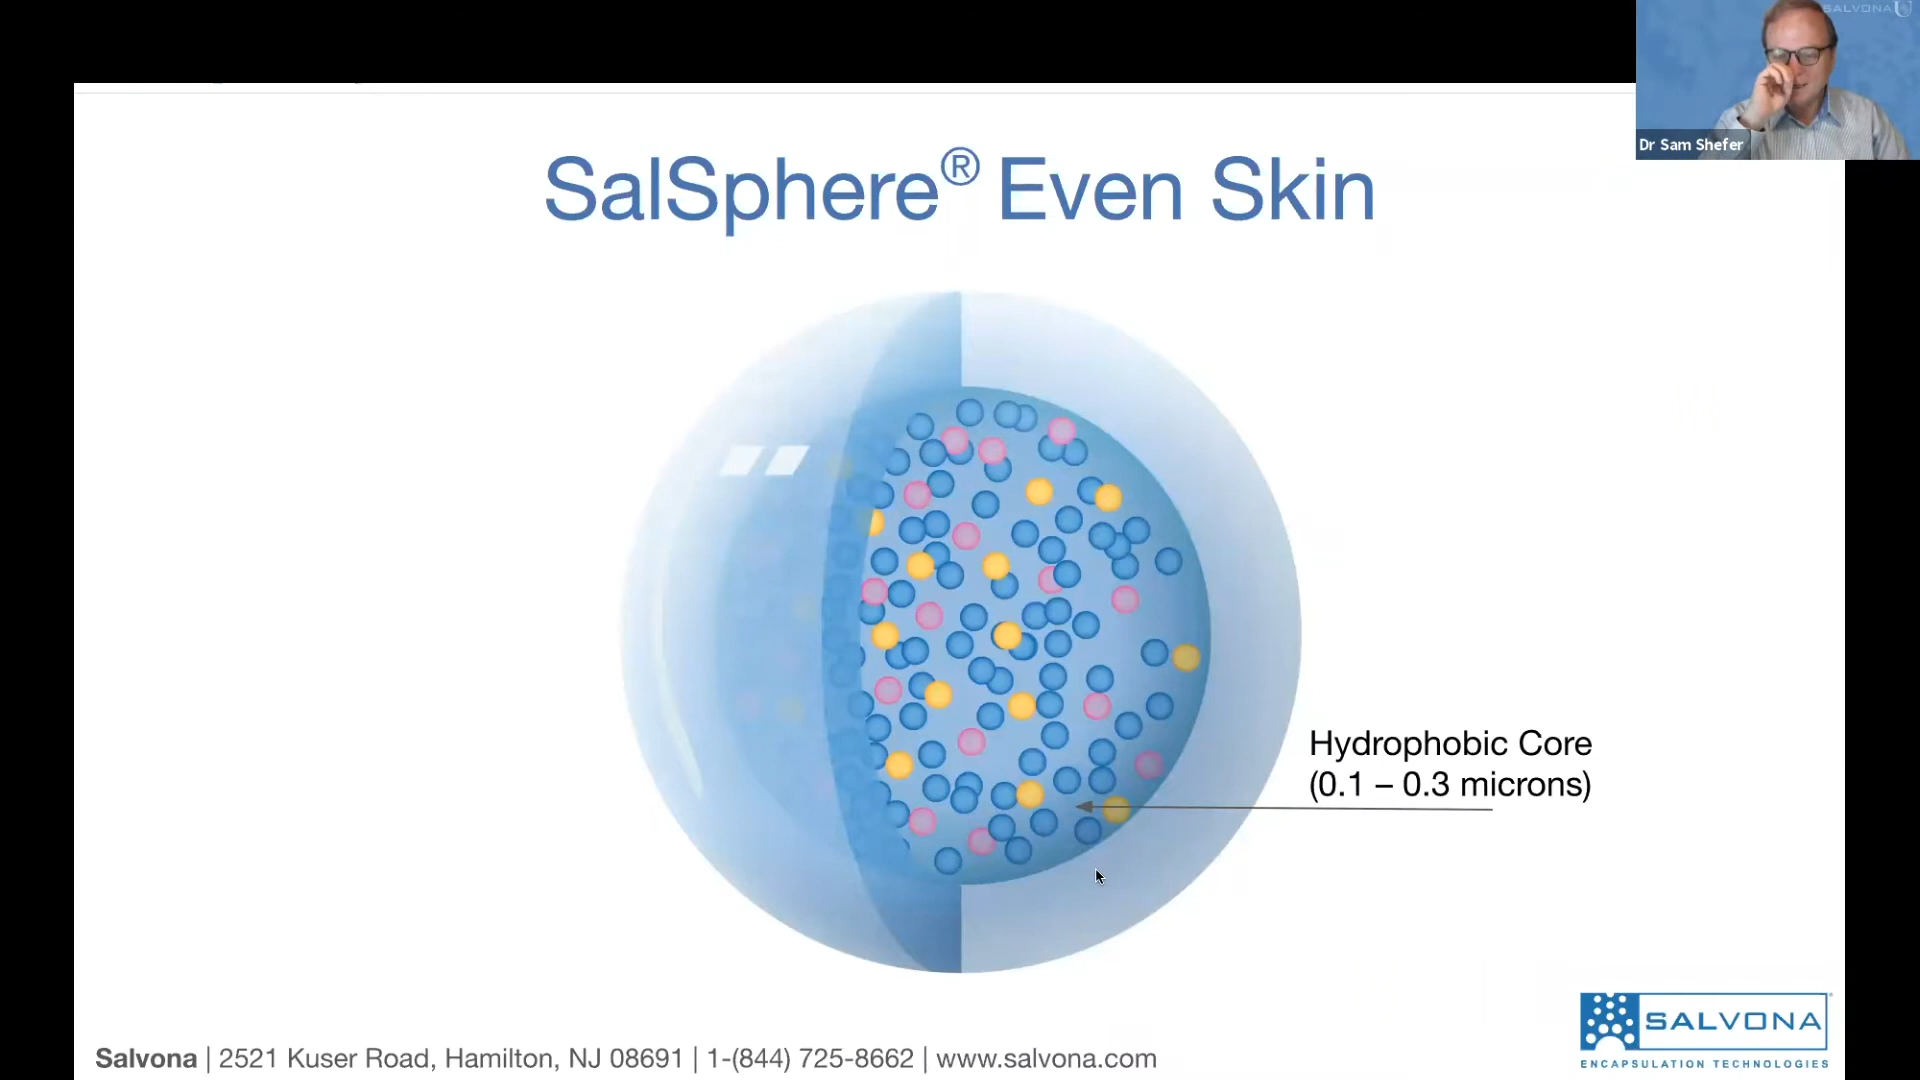 SALVONA
Dr Sam Shefer
SalSphere® Even Skin
Hydrophobic Core
(0.1 – 0.3 microns)
SALVONA
ENCAPSULATION TECHNOLOGIES
Salvona | 2521 Kuser Road, Hamilton, NJ 08691 | 1-(844) 725-8662 | www.salvona.com